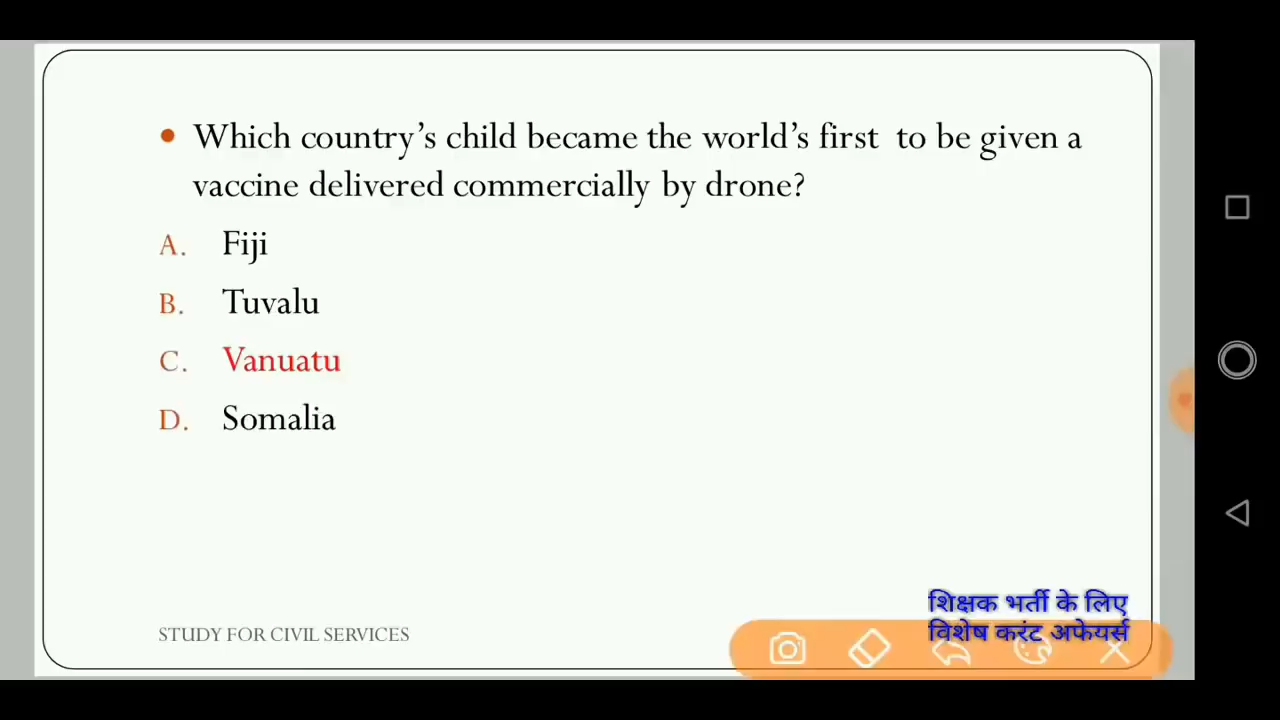 Which country’s child became the world’s first to be given a
vaccine delivered commercially by drone?
A. Fiji
B. Tuvalu
C. Vanuatu
D. Somalia
शिक्षक भर्ती के लिए
विशेष करंट अफेयर्स
STUDY FOR CIVIL SERVICES